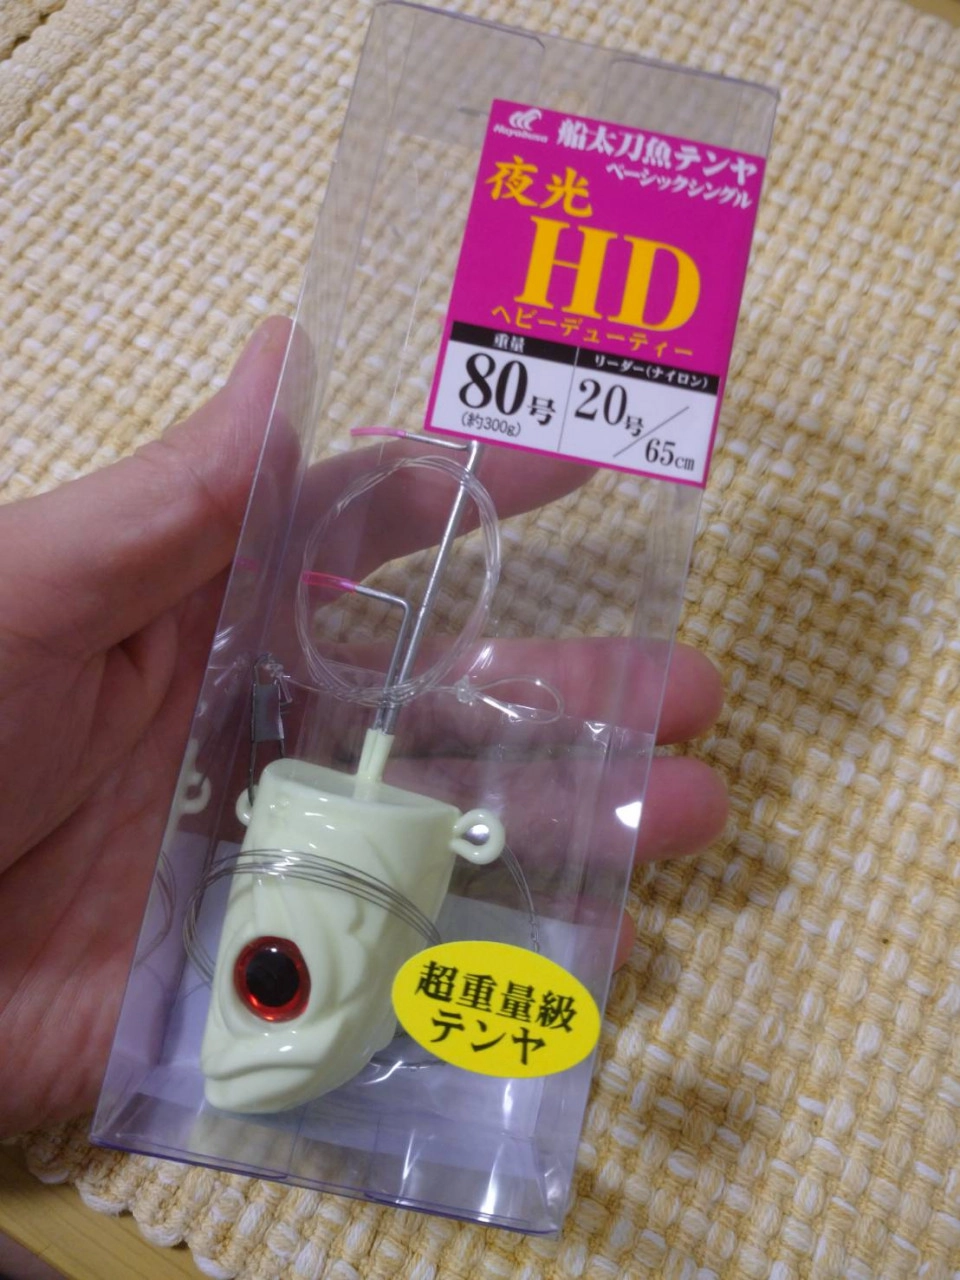 Hayabusa
船太刀魚テンヤ
ベーシックシングル
夜光
HD
ヘビーデューティー
重量
80号
(約300g)
リーダー(ナイロン)
20号/65cm
超重量級
テンヤ